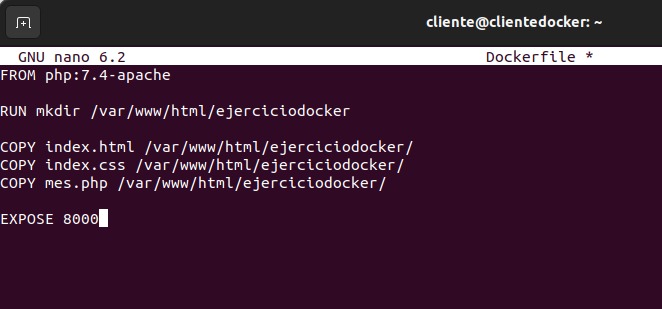 cliente@clientedocker: ~
GNU nano 6.2 Dockerfile *
FROM php:7.4-apache
RUN mkdir /var/www/html/ejerciciodocker
COPY index.html /var/www/html/ejerciciodocker/
COPY index.css /var/www/html/ejerciciodocker/
COPY mes.php /var/www/html/ejerciciodocker/
EXPOSE 8000